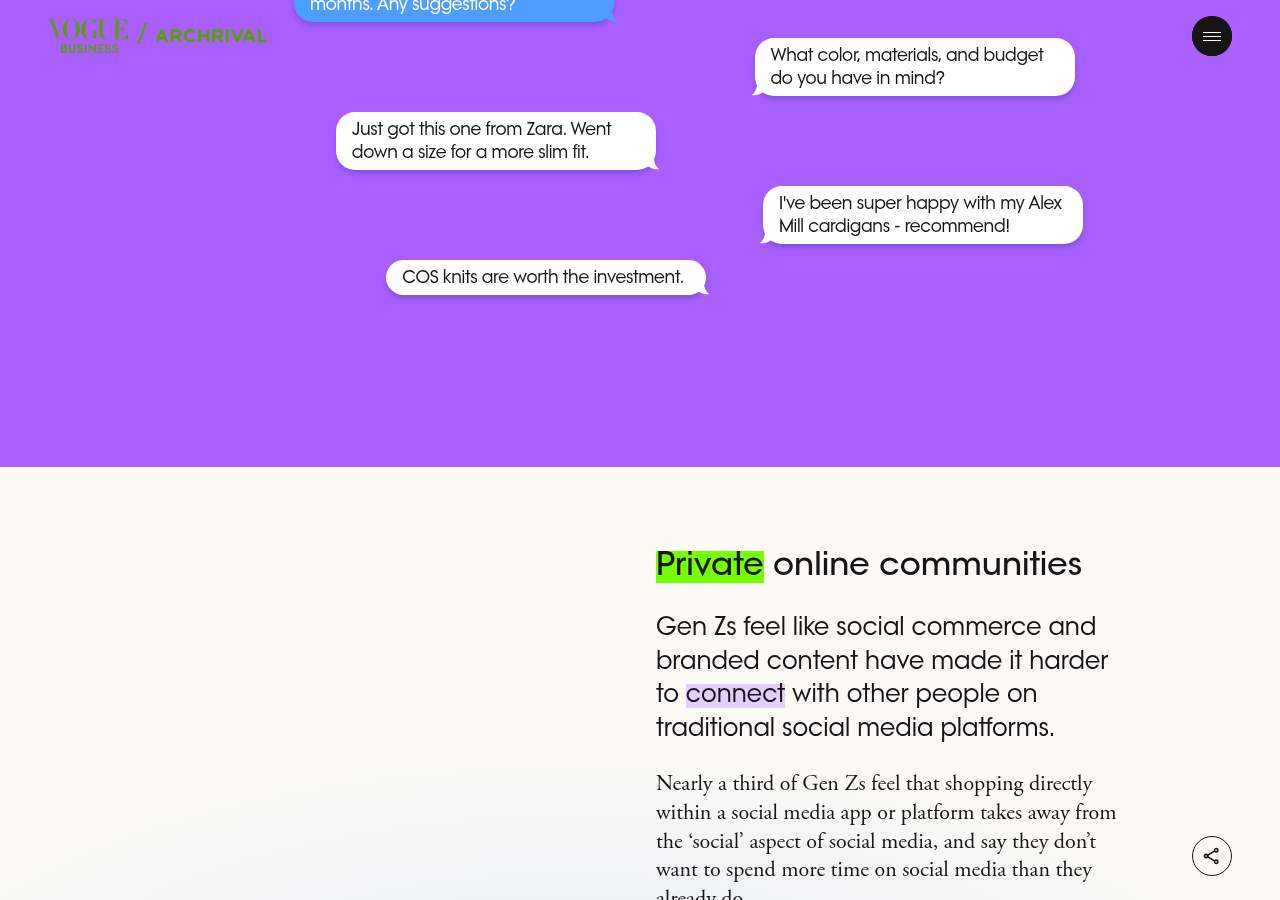 months. Any suggestions?
VOGUE
BUSINESS
/ ARCHRIVAL
What color, materials, and budget
do you have in mind?
Just got this one from Zara. Went
down a size for a more slim fit.
I've been super happy with my Alex
Mill cardigans - recommend!
COS knits are worth the investment.
Private online communities
Gen Zs feel like social commerce and
branded content have made it harder
to connect with other people on
traditional social media platforms.
Nearly a third of Gen Zs feel that shopping directly
within a social media app or platform takes away from
the ‘social’ aspect of social media, and say they don’t
want to spend more time on social media than they
already do